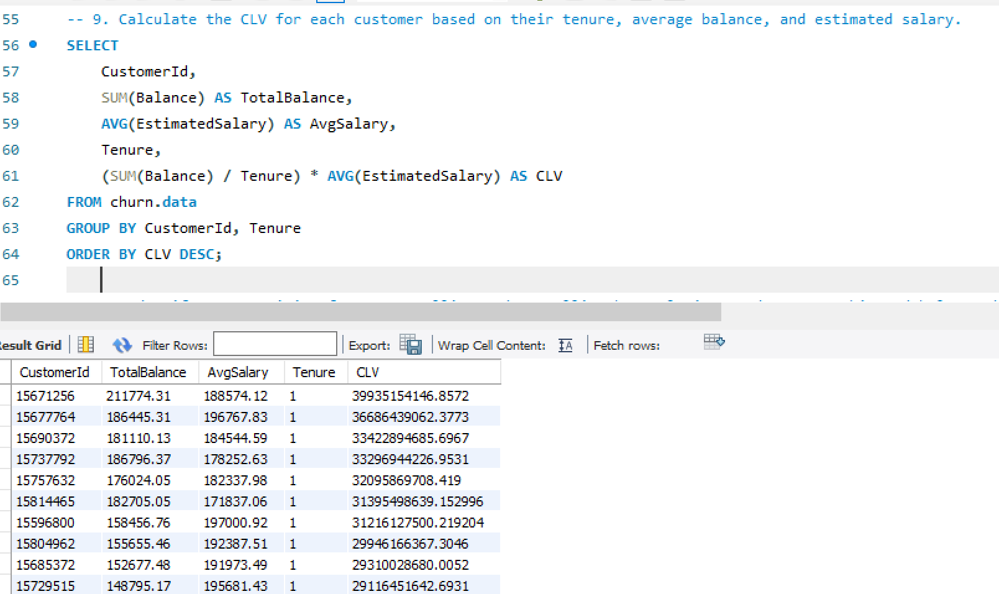 55 -- 9. Calculate the CLV for each customer based on their tenure, average balance, and estimated salary.
56 SELECT
57 CustomerId,
58 SUM(Balance) AS TotalBalance,
59 AVG(EstimatedSalary) AS AvgSalary,
60 Tenure,
61 (SUM(Balance) / Tenure) * AVG(EstimatedSalary) AS CLV
62 FROM churn.data
63 GROUP BY CustomerId, Tenure
64 ORDER BY CLV DESC;
65
Result Grid Filter Rows: Export: Wrap Cell Content: Fetch rows:
CustomerId TotalBalance AvgSalary Tenure CLV
15671256 211774.31 188574.12 1 39935154146.8572
15677764 186445.31 196767.83 1 36686439062.3773
15690372 181110.13 184544.59 1 33422894685.6967
15737792 186796.37 178252.63 1 33296944226.9531
15757632 176024.05 182337.98 1 32095869708.419
15814465 182705.05 171837.06 1 31395498639.152996
15596800 158456.76 197000.92 1 31216127500.219204
15804962 155655.46 192387.51 1 29946166367.3046
15685372 152677.48 191973.49 1 29310028680.0052
15729515 148795.17 195681.43 1 29116451642.6931